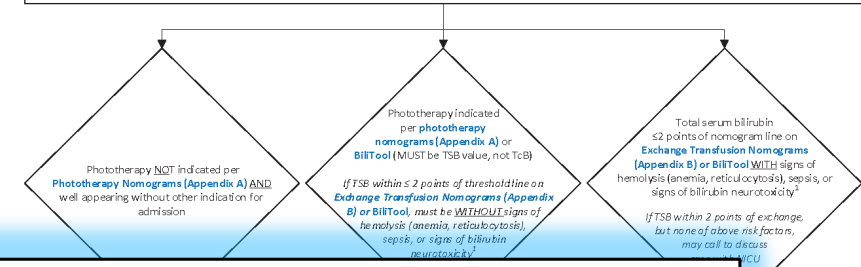 Phototherapy NOT indicated per
Phototherapy Nomograms (Appendix A) AND
well appearing without other indication for
admission
Phototherapy indicated
per phototherapy
nomograms (Appendix A) or
BiliTool (MUST be TSB value, not TcB)
If TSB within ≤ 2 points of threshold line on
Exchange Transfusion Nomograms (Appendix
B) or BiliTool, must be WITHOUT signs of
hemolysis (anemia, reticulocytosis),
sepsis, or signs of bilirubin
neurotoxicity1
Total serum bilirubin
≤2 points of nomogram line on
Exchange Transfusion Nomograms
(Appendix B) or BiliTool WITH signs of
hemolysis (anemia, reticulocytosis), sepsis, or
signs of bilirubin neurotoxicity1
If TSB within 2 points of exchange,
but none of above risk factors,
may call to discuss
NICU